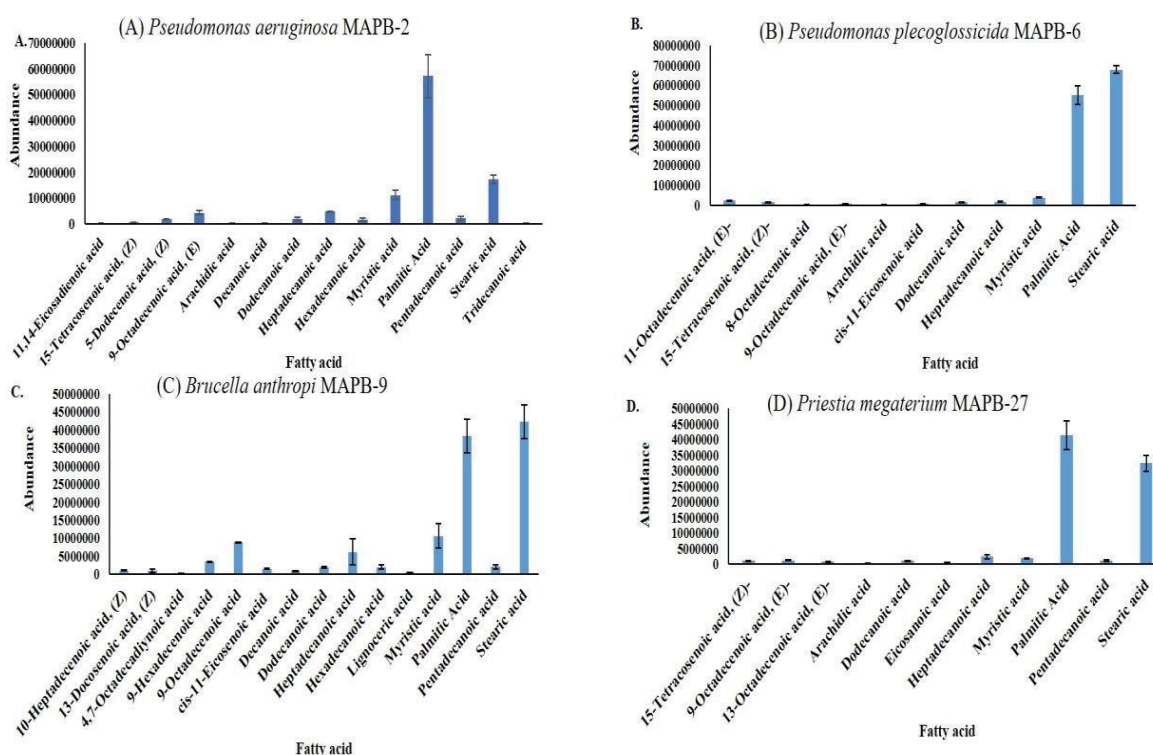 (A) Pseudomonas aeruginosa MAPB-2
A.
70000000
60000000
50000000
40000000
30000000
20000000
10000000
0
Abundance
11,14-Eicosadienoic acid
15-Tetracosenoic acid, (Z)
5-Dodecenoic acid, (Z)
9-Octadecenoic acid, (E)
Arachidic acid
Decanoic acid
Dodecanoic acid
Heptadecanoic acid
Hexadecanoic acid
Myristic acid
Palmitic Acid
Pentadecanoic acid
Stearic acid
Tridecanoic acid
Fatty acid
B.
(B) Pseudomonas plecoglossicida MAPB-6
80000000
70000000
60000000
50000000
40000000
30000000
20000000
10000000
0
Abundance
11-Octadecenoic acid, (E)-
15-Tetracosenoic acid, (Z)-
8-Octadecenoic acid
9-Octadecenoic acid, (E)-
Arachidic acid
cis-11-Eicosenoic acid
Dodecanoic acid
Heptadecanoic acid
Myristic acid
Palmitic Acid
Stearic acid
Fatty acid
C.
(C) Brucella anthropi MAPB-9
50000000
45000000
40000000
35000000
30000000
25000000
20000000
15000000
10000000
5000000
0
Abundance
10-Heptadecenoic acid, (Z)
13-Docosenoic acid, (Z)
4,7-Octadecadiynoic acid
9-Hexadecenoic acid
9-Octadecenoic acid
cis-11-Eicosenoic acid
Decanoic acid
Dodecanoic acid
Heptadecanoic acid
Hexadecanoic acid
Lignoceric acid
Myristic acid
Palmitic Acid
Pentadecanoic acid
Stearic acid
Fatty acid
D.
(D) Priestia megaterium MAPB-27
50000000
45000000
40000000
35000000
30000000
25000000
20000000
15000000
10000000
5000000
0
Abundance
15-Tetracosenoic acid, (Z)-
9-Octadecenoic acid, (E)-
13-Octadecenoic acid, (E)-
Arachidic acid
Dodecanoic acid
Eicosanoic acid
Heptadecanoic acid
Myristic acid
Palmitic Acid
Pentadecanoic acid
Stearic acid
Fatty acid